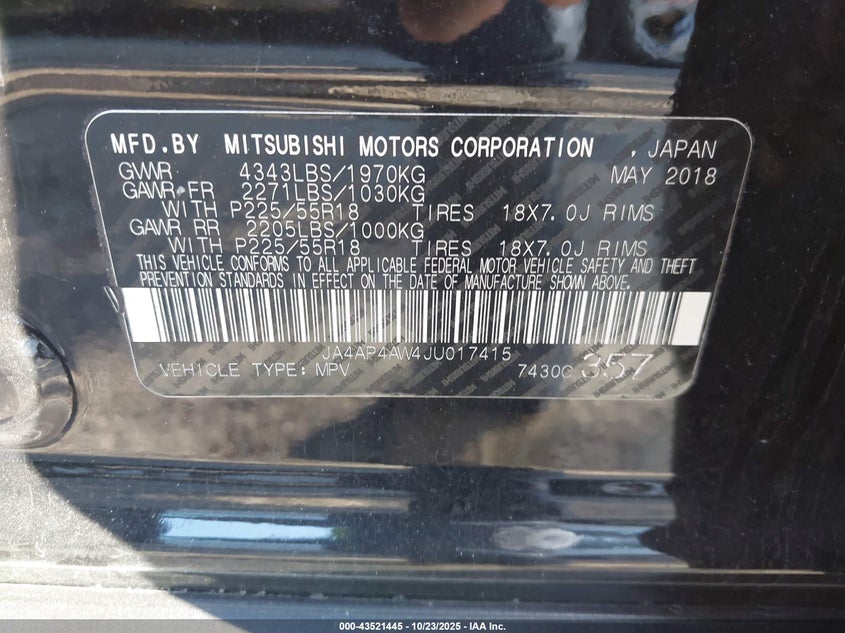 MFD.BY MITSUBISHI MOTORS CORPORATION , JAPAN
GVWR 4343LBS/1970KG MAY 2018
GAWR FR 2271LBS/1030KG
WITH P225/55R18 TIRES 18X7.0J RIMS
GAWR RR 2205LBS/1000KG
WITH P225/55R18 TIRES 18X7.0J RIMS
THIS VEHICLE CONFORMS TO ALL APPLICABLE FEDERAL MOTOR VEHICLE SAFETY AND THEFT
PREVENTION STANDARDS IN EFFECT ON THE DATE OF MANUFACTURE SHOWN ABOVE.
JA4AP4AW4JU017415
VEHICLE TYPE:MPV 7430C 357
000-43521445 - 10/23/2025 - IAA Inc.